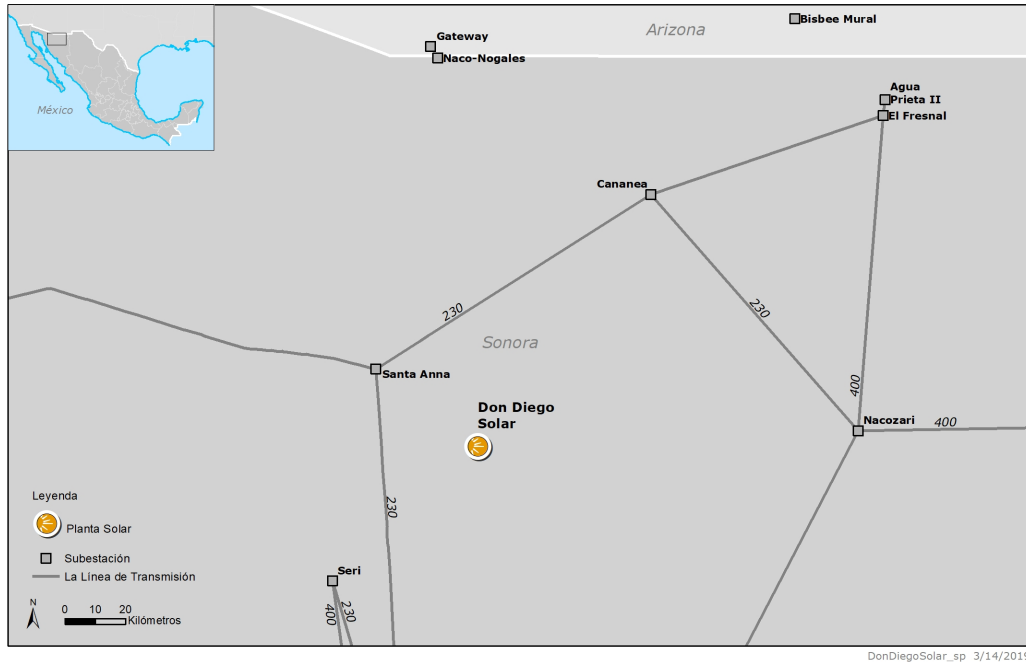 México
Arizona
Bisbee Mural
Gateway
Naco-Nogales
Agua
Prieta II
El Fresnal
Cananea
230
230
Sonora
Santa Anna
400
Don Diego
Solar
Nacozari
400
230
Leyenda
Planta Solar
Subestación
La Línea de Transmisión
Seri
400
230
N
0 10 20
Kilómetros
DonDiegoSolar_sp 3/14/2019